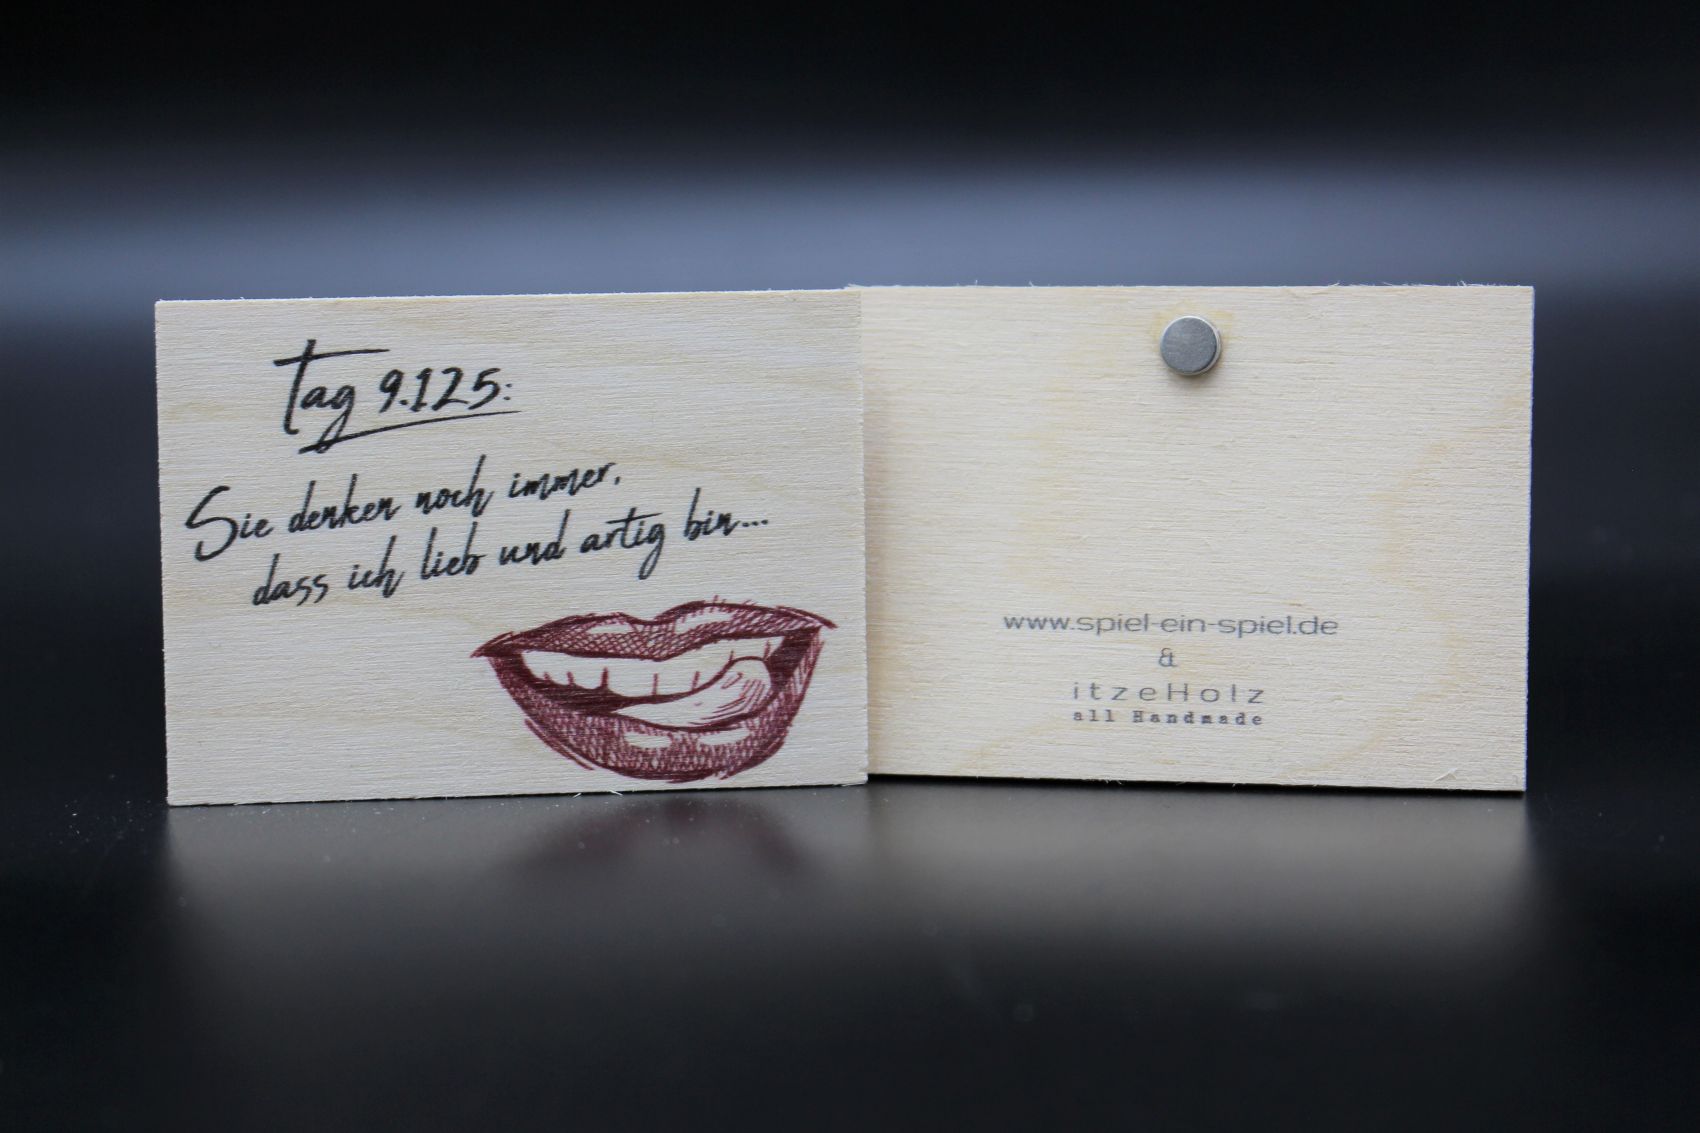 Tag 9.125:
Sie denken noch immer,
dass ich lieb und artig bin...
www.spiel-ein-spiel.de
&
itzeHolz
all Handmade